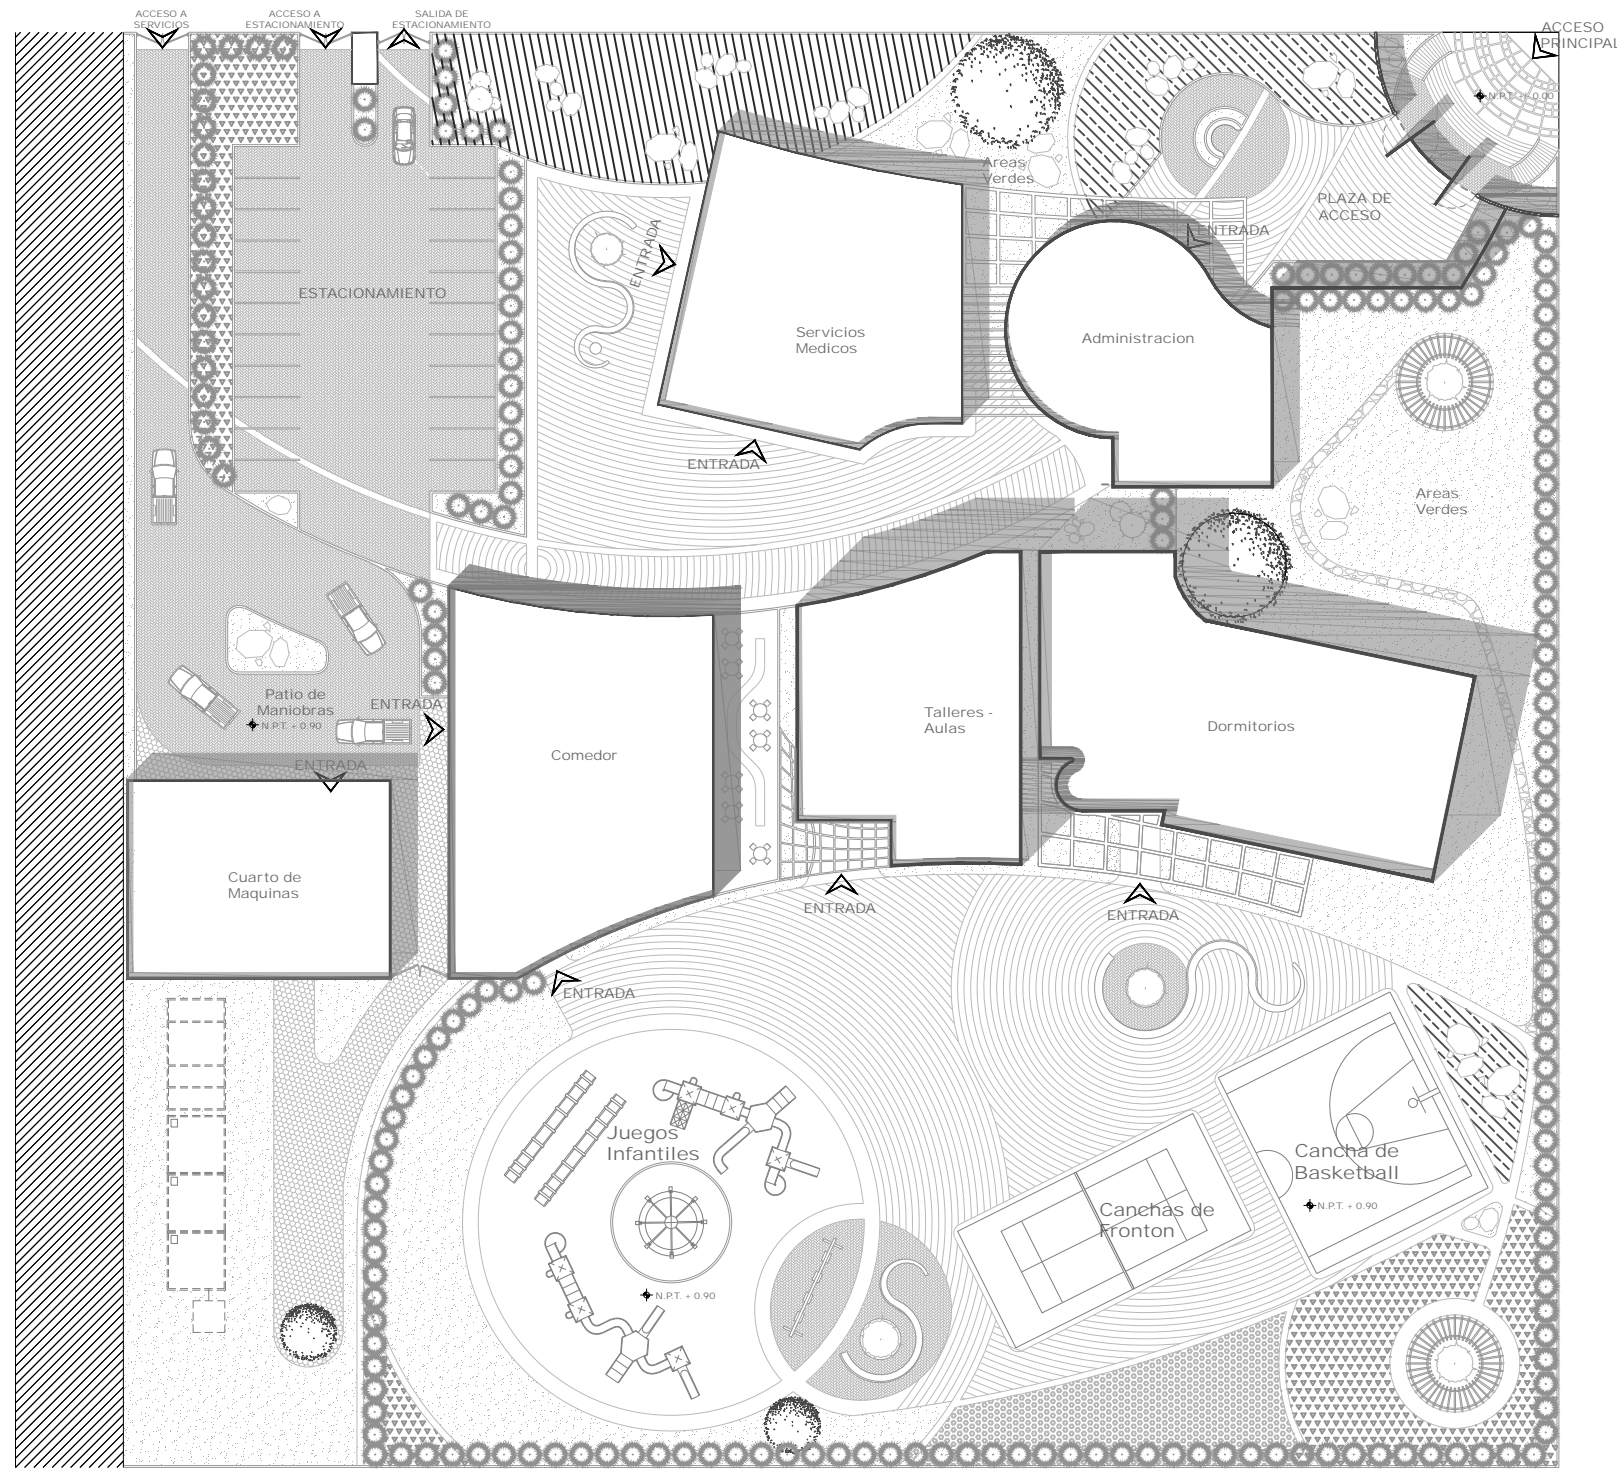 ACCESO A
SERVICIOS
ACCESO A
ESTACIONAMIENTO
SALIDA DE
ESTACIONAMIENTO
ACCESO
PRINCIPAL
N.P.T. +- 0.00
Areas
Verdes
PLAZA DE
ACCESO
ENTRADA
ENTRADA
ESTACIONAMIENTO
Servicios
Medicos
Administracion
ENTRADA
Areas
Verdes
Patio de
Maniobras
N.P.T. + 0.90
ENTRADA
ENTRADA
Comedor
Talleres -
Aulas
Dormitorios
Cuarto de
Maquinas
ENTRADA
ENTRADA
ENTRADA
Juegos
Infantiles
N.P.T. + 0.90
Cancha de
Basketball
N.P.T. + 0.90
Canchas de
Fronton